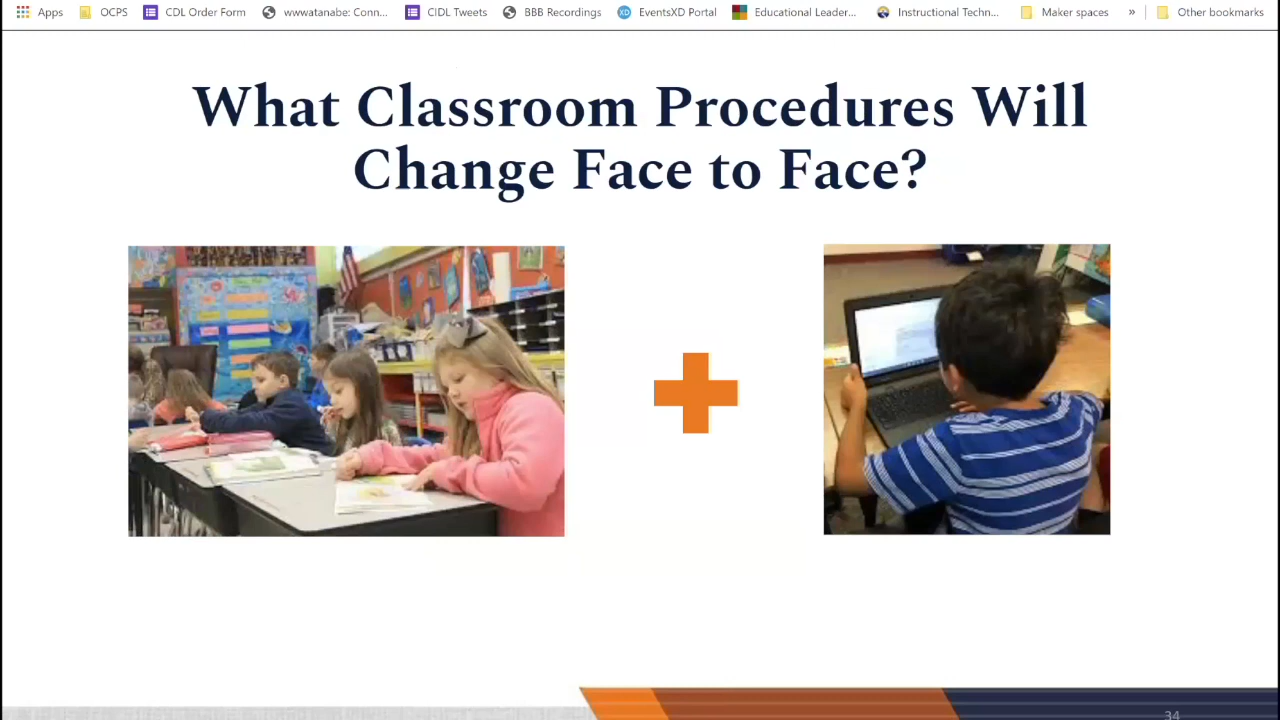 Apps OCPS CDL Order Form wwwatanabe: Conn... CIDL Tweets BBB Recordings XD EventsXD Portal Educational Leader... Instructional Techn... Maker spaces » Other bookmarks
What Classroom Procedures Will
Change Face to Face?
34